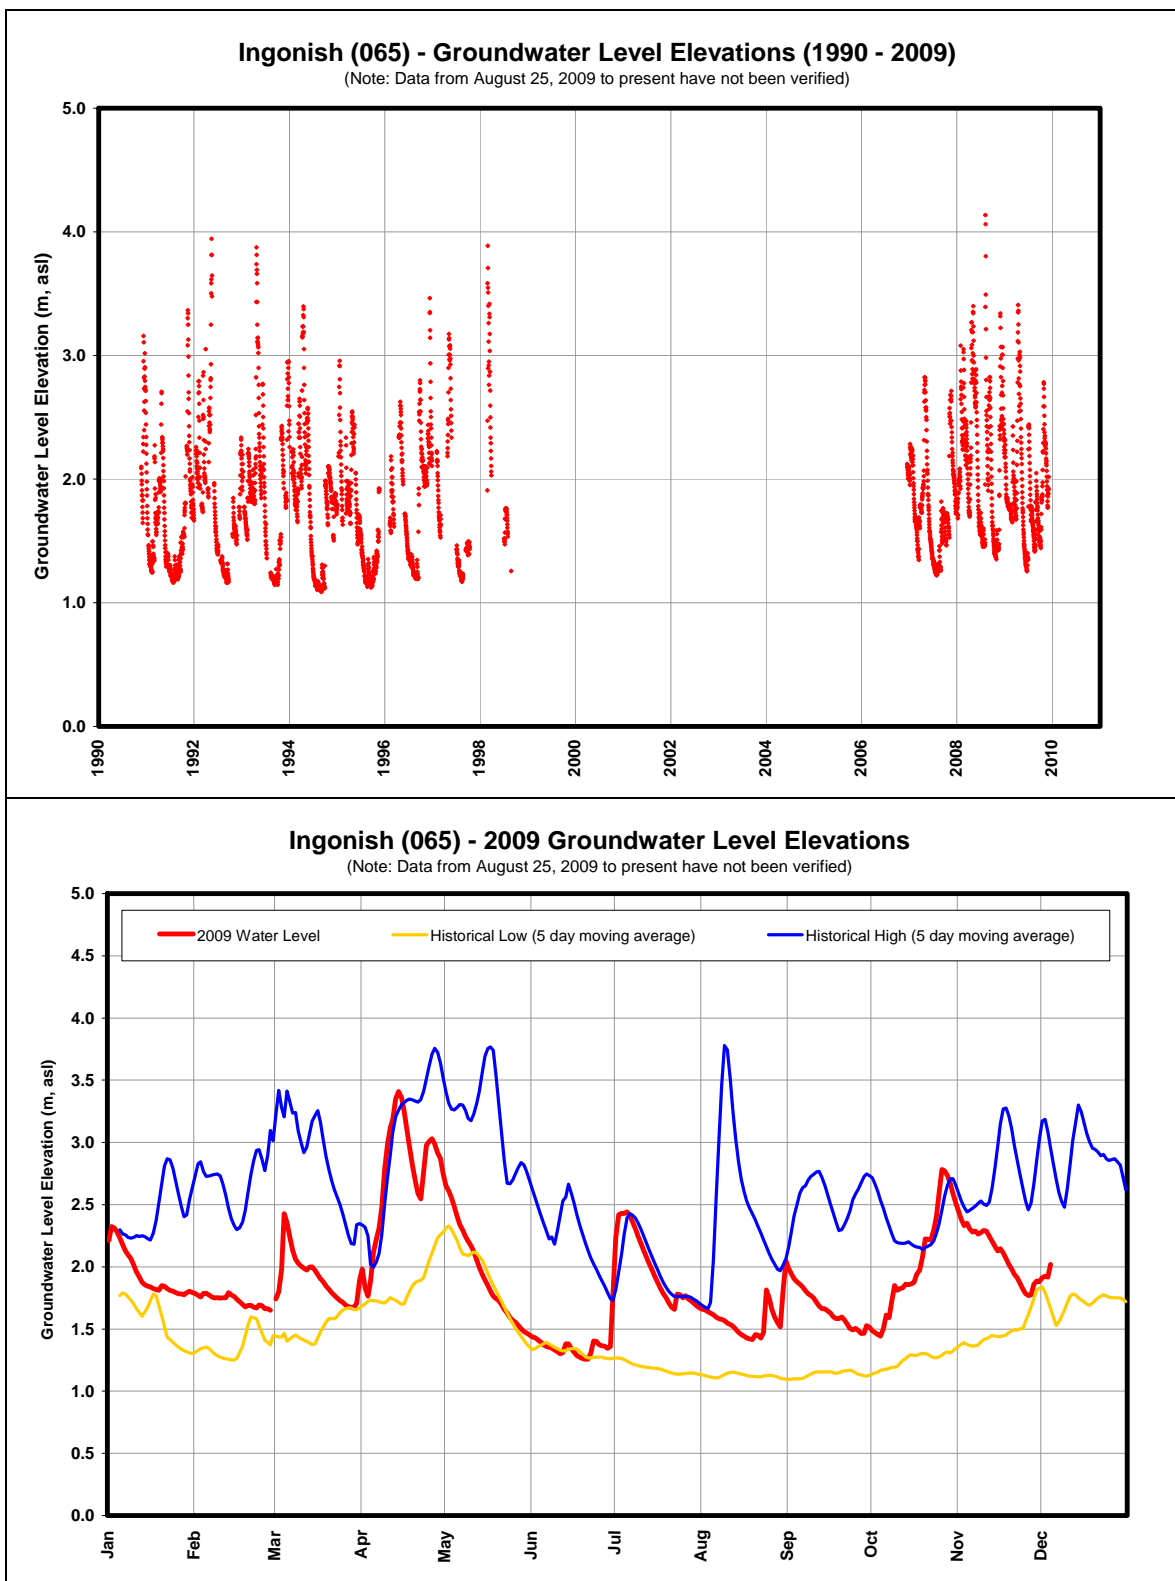 Ingonish (065) - Groundwater Level Elevations (1990 - 2009)
(Note: Data from August 25, 2009 to present have not been verified)
Groundwater Level Elevation (m, asl)
5.0
4.0
3.0
2.0
1.0
0.0
1990 1992 1994 1996 1998 2000 2002 2004 2006 2008 2010
Ingonish (065) - 2009 Groundwater Level Elevations
(Note: Data from August 25, 2009 to present have not been verified)
2009 Water Level Historical Low (5 day moving average) Historical High (5 day moving average)
Groundwater Level Elevation (m, asl)
5.0
4.5
4.0
3.5
3.0
2.5
2.0
1.5
1.0
0.5
0.0
Jan Feb Mar Apr May Jun Jul Aug Sep Oct Nov Dec